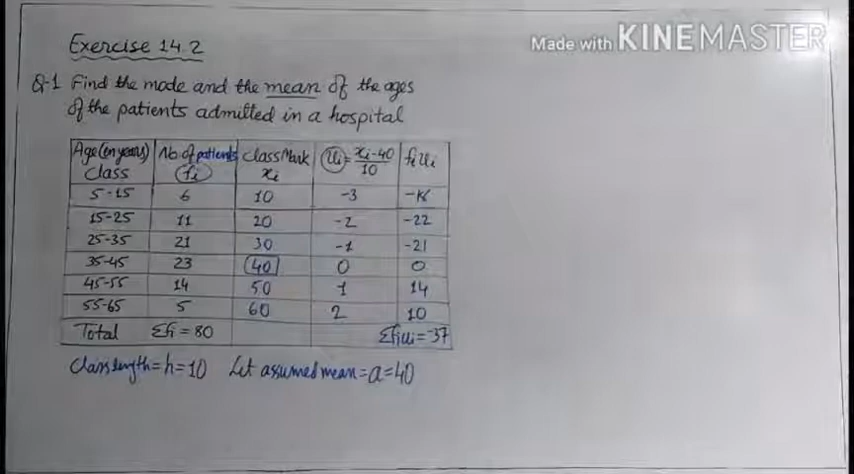 Exercise 14.2
Made with KINEMASTER
Q-1 Find the mode and the mean of the ages
of the patients admitted in a hospital
Age (in years) No. of patients Class Mark ui = xi-40 fiui
Class fi xi 10
5-15 6 10 -3 -18
15-25 11 20 -2 -22
25-35 21 30 -1 -21
35-45 23 40 0 0
45-55 14 50 1 14
55-65 5 60 2 10
Total Σfi = 80 Σfiui = -37
Class length = h = 10 Let assumed mean = a = 40